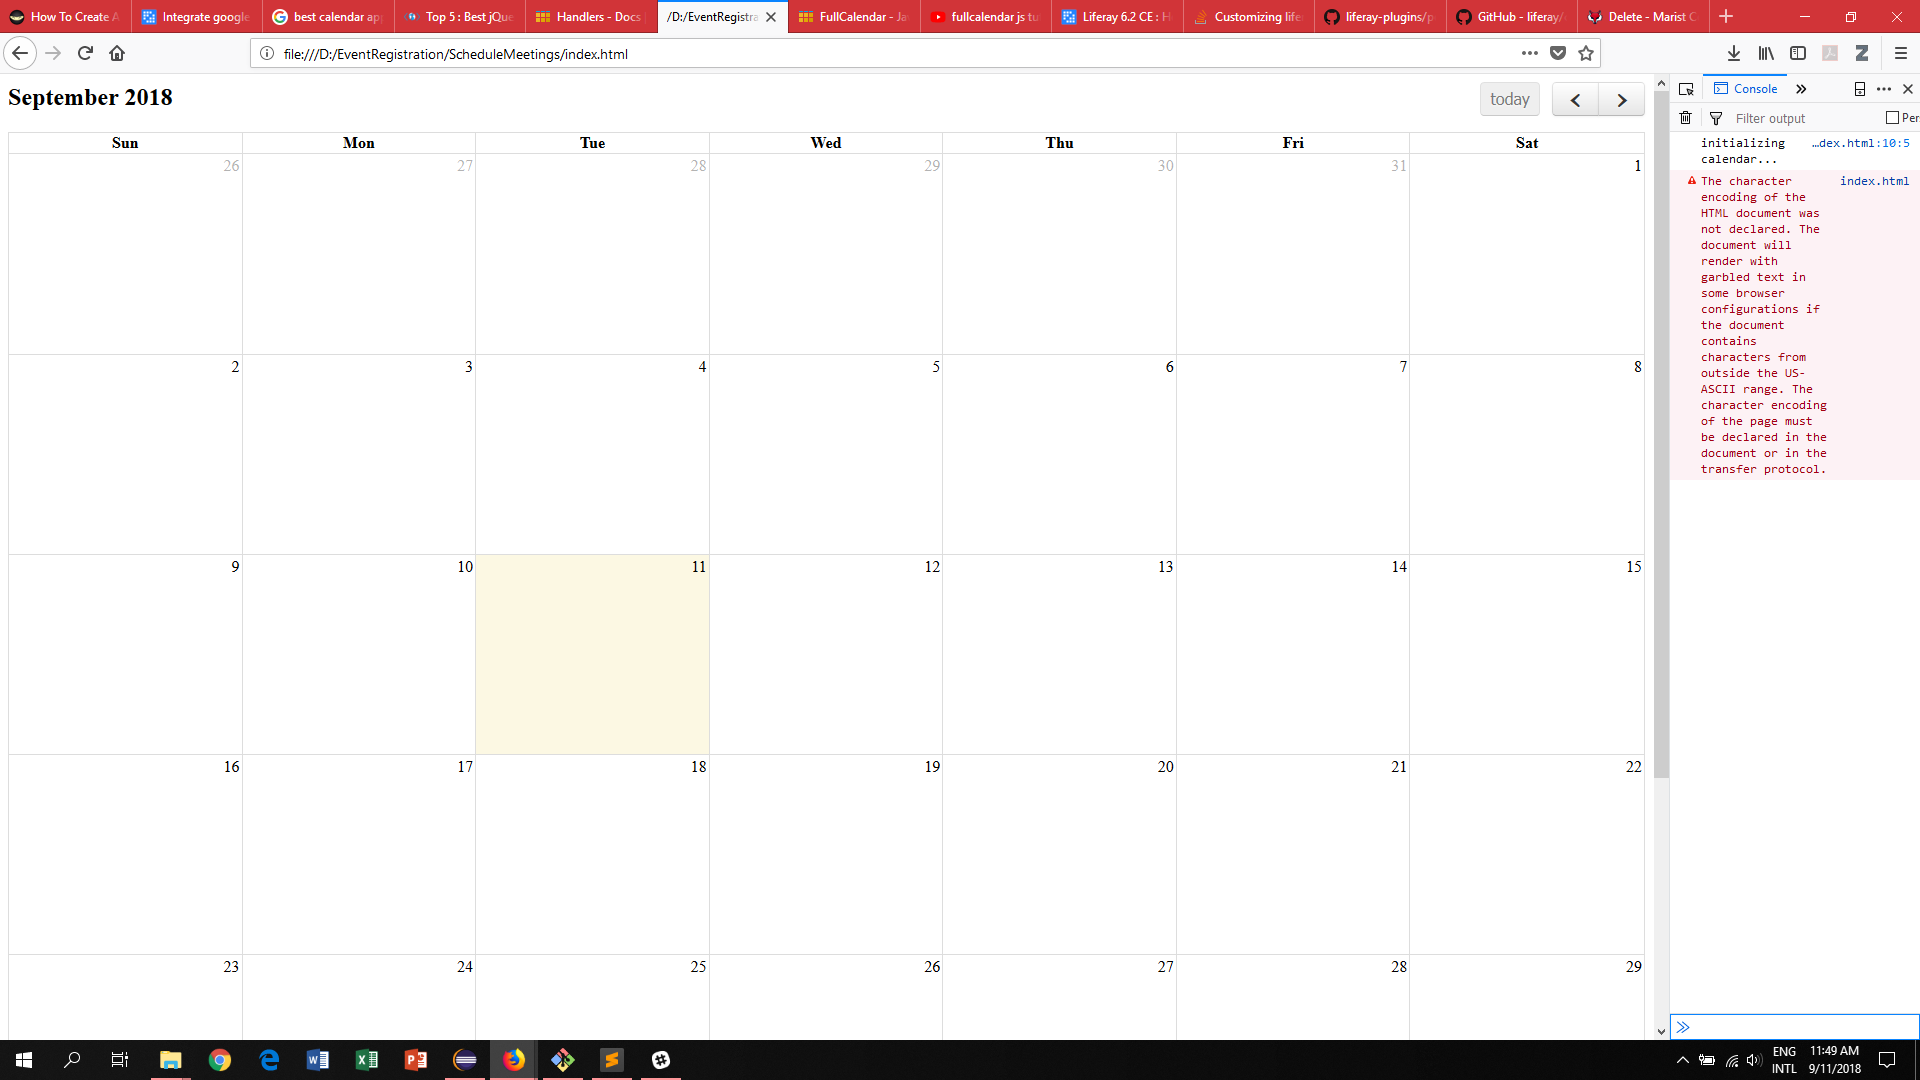 How To Create A
Integrate google
best calendar ap
Top 5 : Best jQue
Handlers - Docs
/D:/EventRegistra
FullCalendar - Ja
fullcalendar js tu
Liferay 6.2 CE : H
Customizing life
liferay-plugins/p
GitHub - liferay/
Delete - Marist C
file:///D:/EventRegistration/ScheduleMeetings/index.html
September 2018
today
Sun Mon Tue Wed Thu Fri Sat
26 27 28 29 30 31 1
2 3 4 5 6 7 8
9 10 11 12 13 14 15
16 17 18 19 20 21 22
23 24 25 26 27 28 29
Console
Filter output
Per
initializing …dex.html:10:5
calendar...
The character index.html
encoding of the
HTML document was
not declared. The
document will
render with
garbled text in
some browser
configurations if
the document
contains
characters from
outside the US-
ASCII range. The
character encoding
of the page must
be declared in the
document or in the
transfer protocol.
ENG
INTL
11:49 AM
9/11/2018